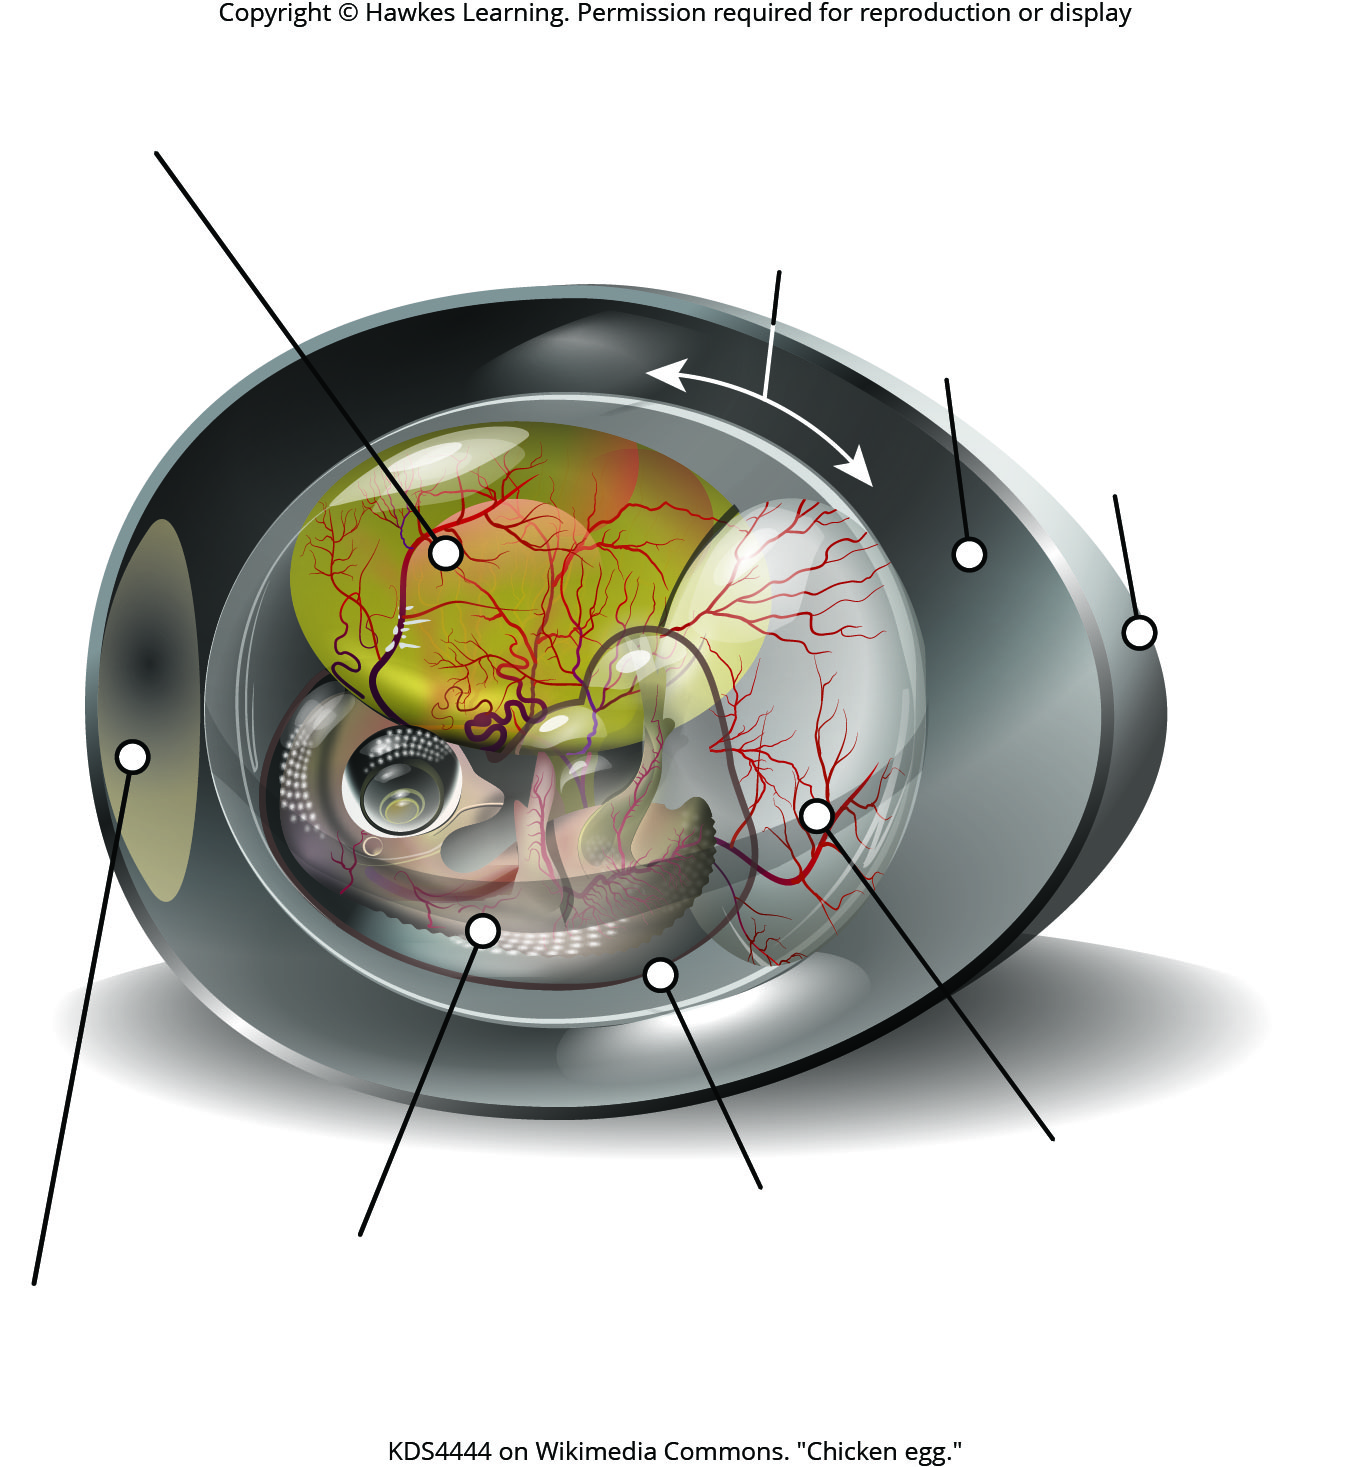 Copyright © Hawkes Learning. Permission required for reproduction or display
KDS4444 on Wikimedia Commons. "Chicken egg."